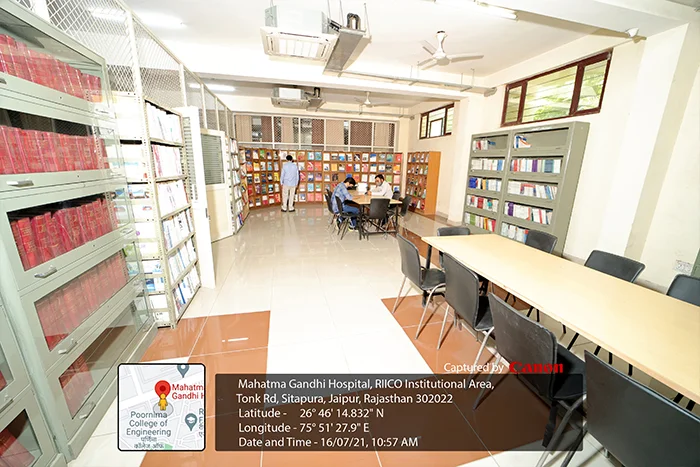 Captured by Canon
Mahatma Gandhi Hospital, RIICO Institutional Area,
Tonk Rd, Sitapura, Jaipur, Rajasthan 302022
Latitude - 26° 46' 14.832" N
Longitude - 75° 51' 27.9" E
Date and Time - 16/07/21, 10:57 AM
Mahatma
Gandhi H
Poornima
College of
Engineering